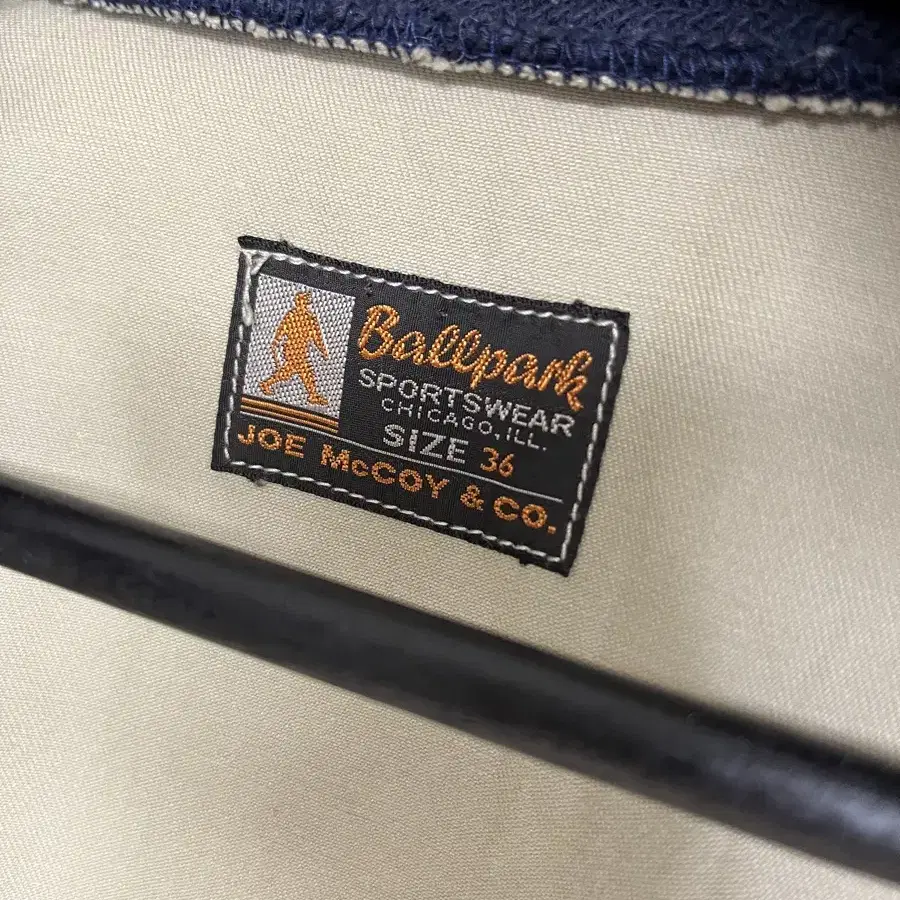 Ballpark
SPORTSWEAR
CHICAGO, ILL.
SIZE 36
JOE McCOY & CO.